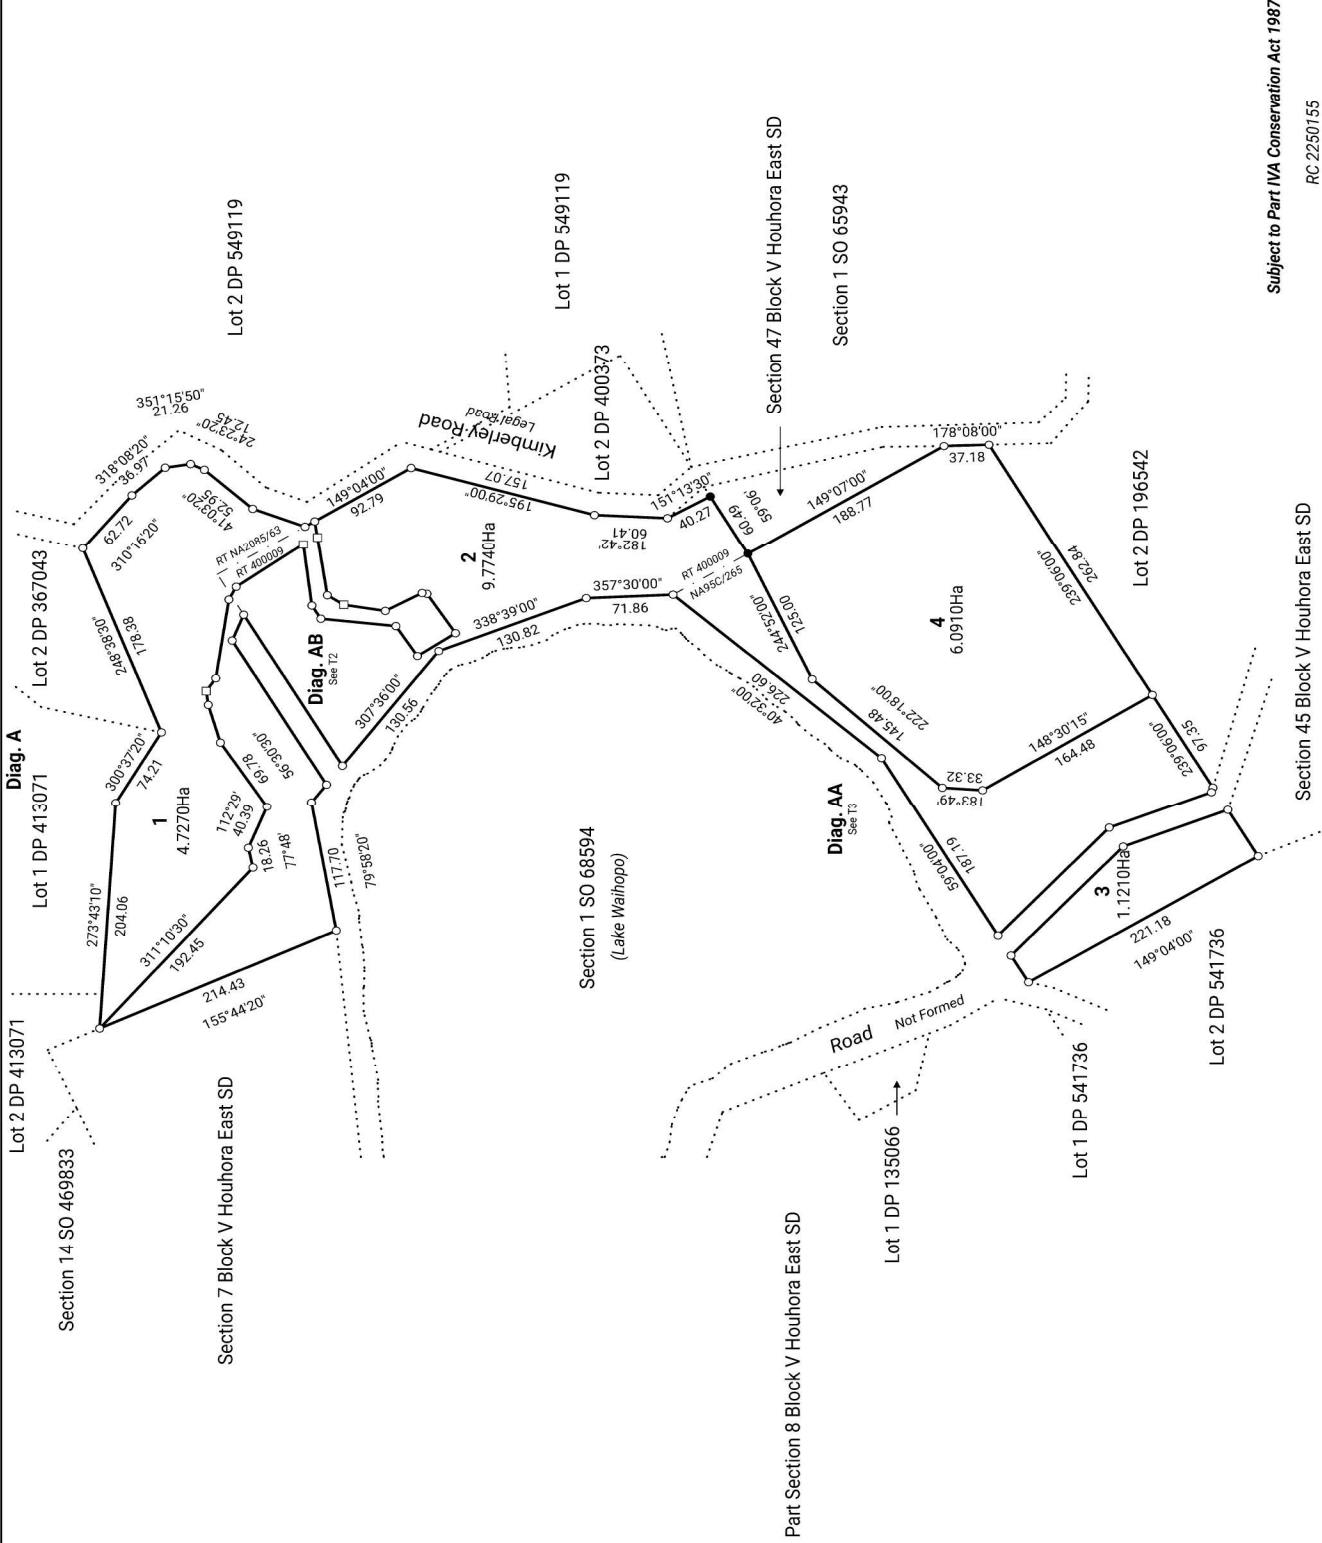 Diag. A
Lot 2 DP 413071
Lot 1 DP 413071
Lot 2 DP 367043
Section 14 SO 469833
Section 7 Block V Houhora East SD
Lot 2 DP 549119
Lot 1 DP 549119
Lot 2 DP 400373
Section 47 Block V Houhora East SD
Section 1 SO 65943
Kimberley Road
Legal Road
273°43'10"
204.06
300°37'20"
74.21
248°38'30"
178.38
310°16'20"
62.72
318°08'20"
36.97
351°15'50"
21.26
24°23'20"
12.45
41°03'20"
52.95
RT NA2085/63
RT 400009
149°04'00"
92.79
195°29'00"
157.07
182°42'
60.41
151°13'30"
40.27
59°06'
60.49
149°07'00"
188.77
178°08'00"
37.18
1
4.7270Ha
311°10'30"
192.45
214.43
155°44'20"
112°29'
40.39
18.26
77°48'
69.78
56°30'30"
117.70
79°58'20"
Diag. AB
See T2
307°36'00"
130.56
338°39'00"
130.82
2
9.7740Ha
357°30'00"
71.86
RT 400009
NA95C/265
244°52'00"
125.00
222°18'00"
145.48
226.60
40°32'00"
183°49'
33.32
148°30'15"
164.48
4
6.0910Ha
239°06'00"
262.84
239°06'00"
97.35
Diag. AA
See T3
59°04'00"
187.19
3
1.1210Ha
221.18
149°04'00"
Section 1 SO 68594
(Lake Waihopo)
Road
Not Formed
Lot 1 DP 135066
Part Section 8 Block V Houhora East SD
Lot 1 DP 541736
Lot 2 DP 541736
Lot 2 DP 196542
Section 45 Block V Houhora East SD
Subject to Part IVA Conservation Act 1987
RC 2250155